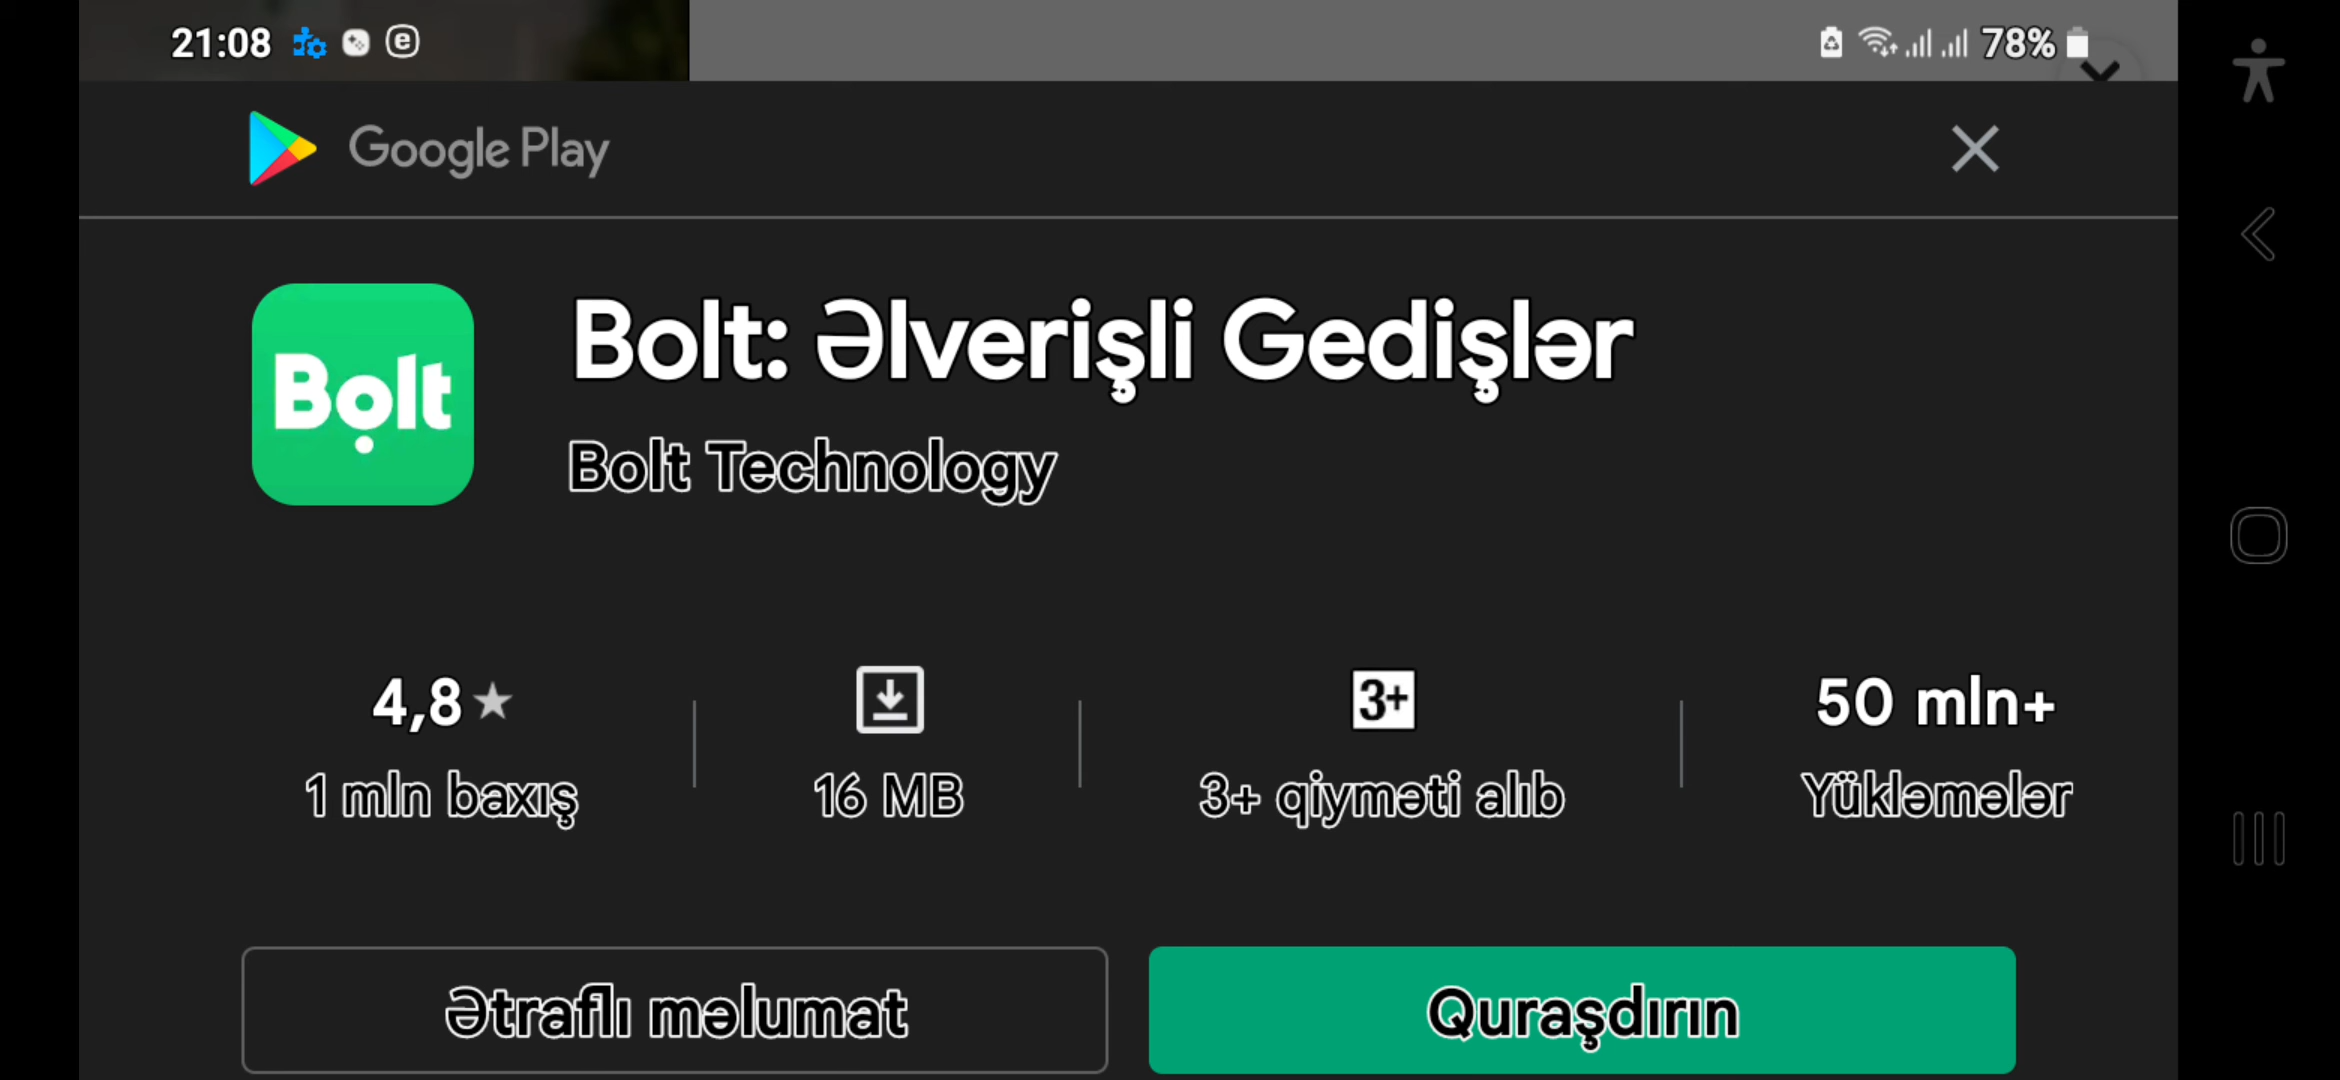 21:08 78%
Google Play
Bolt
Bolt: Əlverişli Gedişlər
Bolt Technology
4,8★ 3+ 50 mln+
1 mln baxış 16 MB 3+ qiyməti alıb Yükləmələr
Ətraflı məlumat Quraşdırın